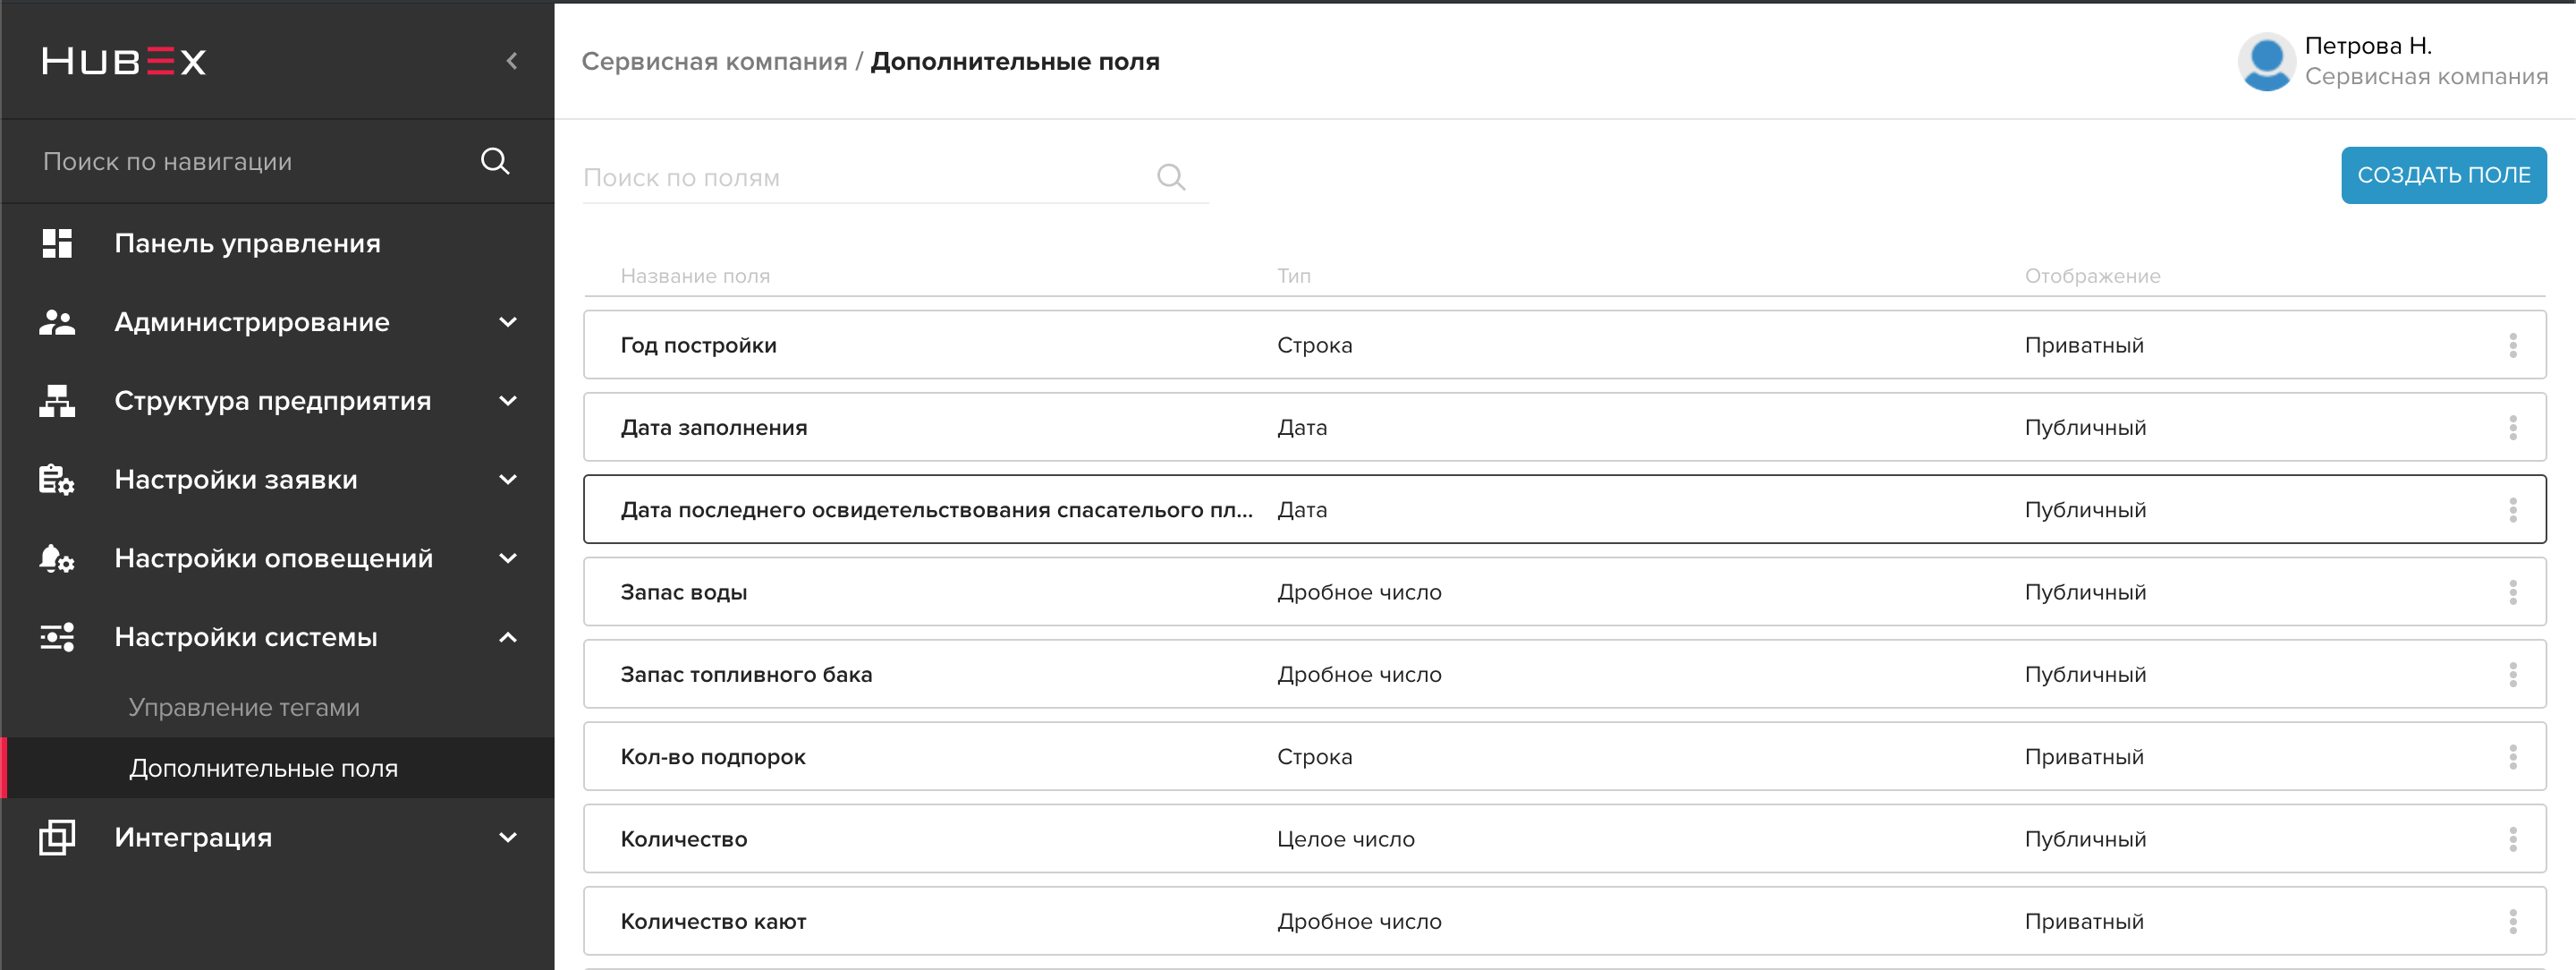 HUBEX
Поиск по навигации
Панель управления
Администрирование
Структура предприятия
Настройки заявки
Настройки оповещений
Настройки системы
Управление тегами
Дополнительные поля
Интеграция
Сервисная компания / Дополнительные поля
Петрова Н.
Сервисная компания
Поиск по полям
СОЗДАТЬ ПОЛЕ
Название поля Тип Отображение
Год постройки Строка Приватный
Дата заполнения Дата Публичный
Дата последнего освидетельствования спасателього пл... Дата Публичный
Запас воды Дробное число Публичный
Запас топливного бака Дробное число Публичный
Кол-во подпорок Строка Приватный
Количество Целое число Публичный
Количество кают Дробное число Приватный